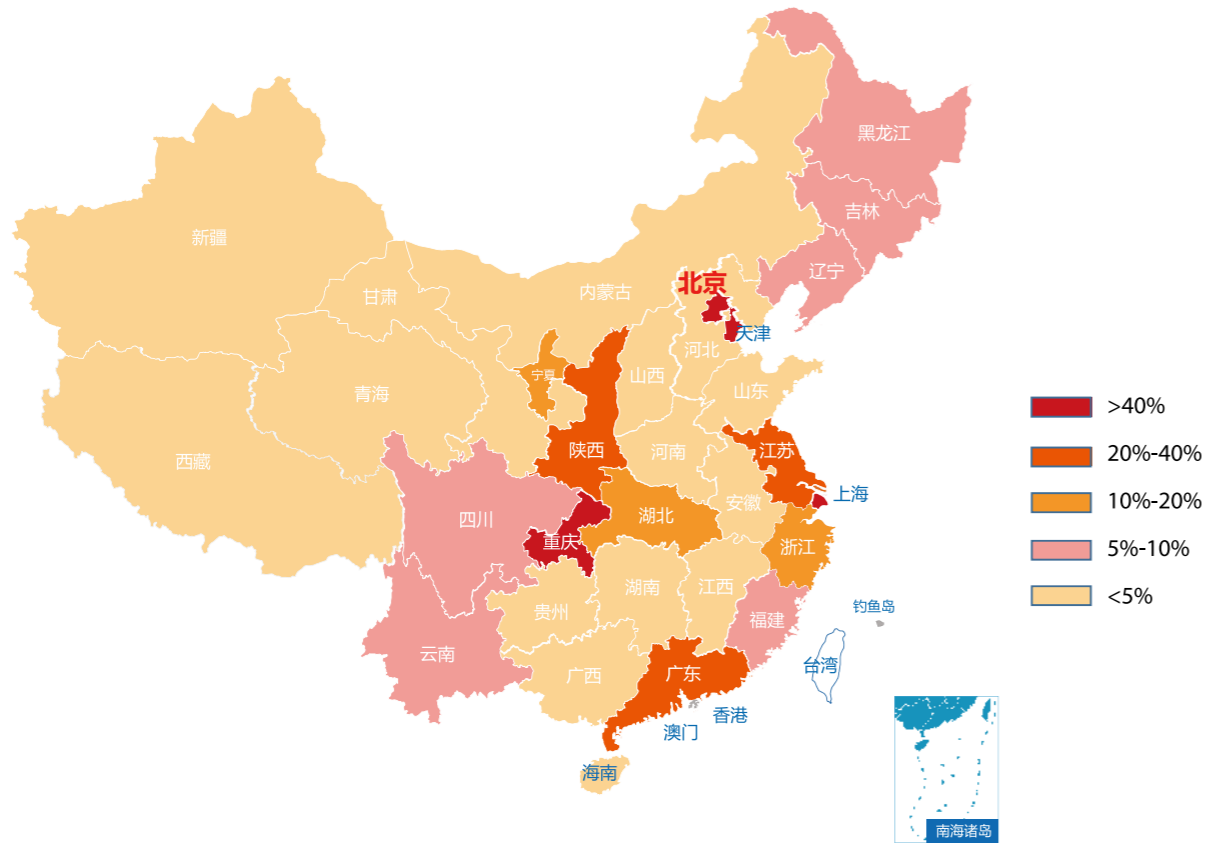 黑龙江
吉林
辽宁
新疆
北京
内蒙古
甘肃
天津
河北
宁夏
山西
山东
青海
>40%
陕西
河南
江苏
20%-40%
西藏
上海
10%-20%
安徽
湖北
四川
重庆
浙江
5%-10%
湖南
江西
<5%
贵州
钓鱼岛
福建
云南
台湾
广西
广东
香港
澳门
海南
南海诸岛